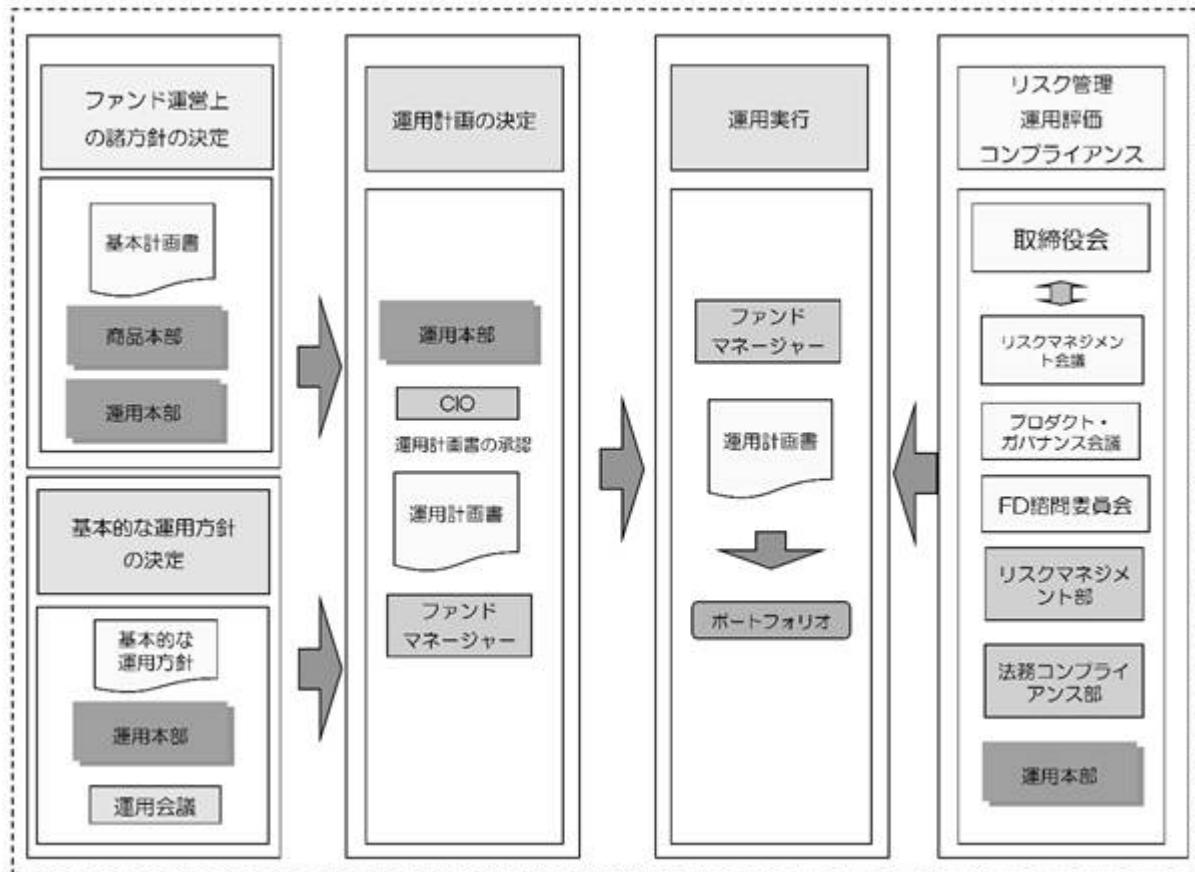 ファンド運営上
の諸方針の決定
基本計画書
商品本部
運用本部
基本的な運用方針
の決定
基本的な
運用方針
運用本部
運用会議
運用計画の決定
運用本部
CIO
運用計画書の承認
運用計画書
ファンド
マネージャー
運用実行
ファンド
マネージャー
運用計画書
ポートフォリオ
リスク管理
運用評価
コンプライアンス
取締役会
リスクマネジメン
ト会議
プロダクト・
ガバナンス会議
FD諮問委員会
リスクマネジメ
ント部
法務コンプライ
アンス部
運用本部